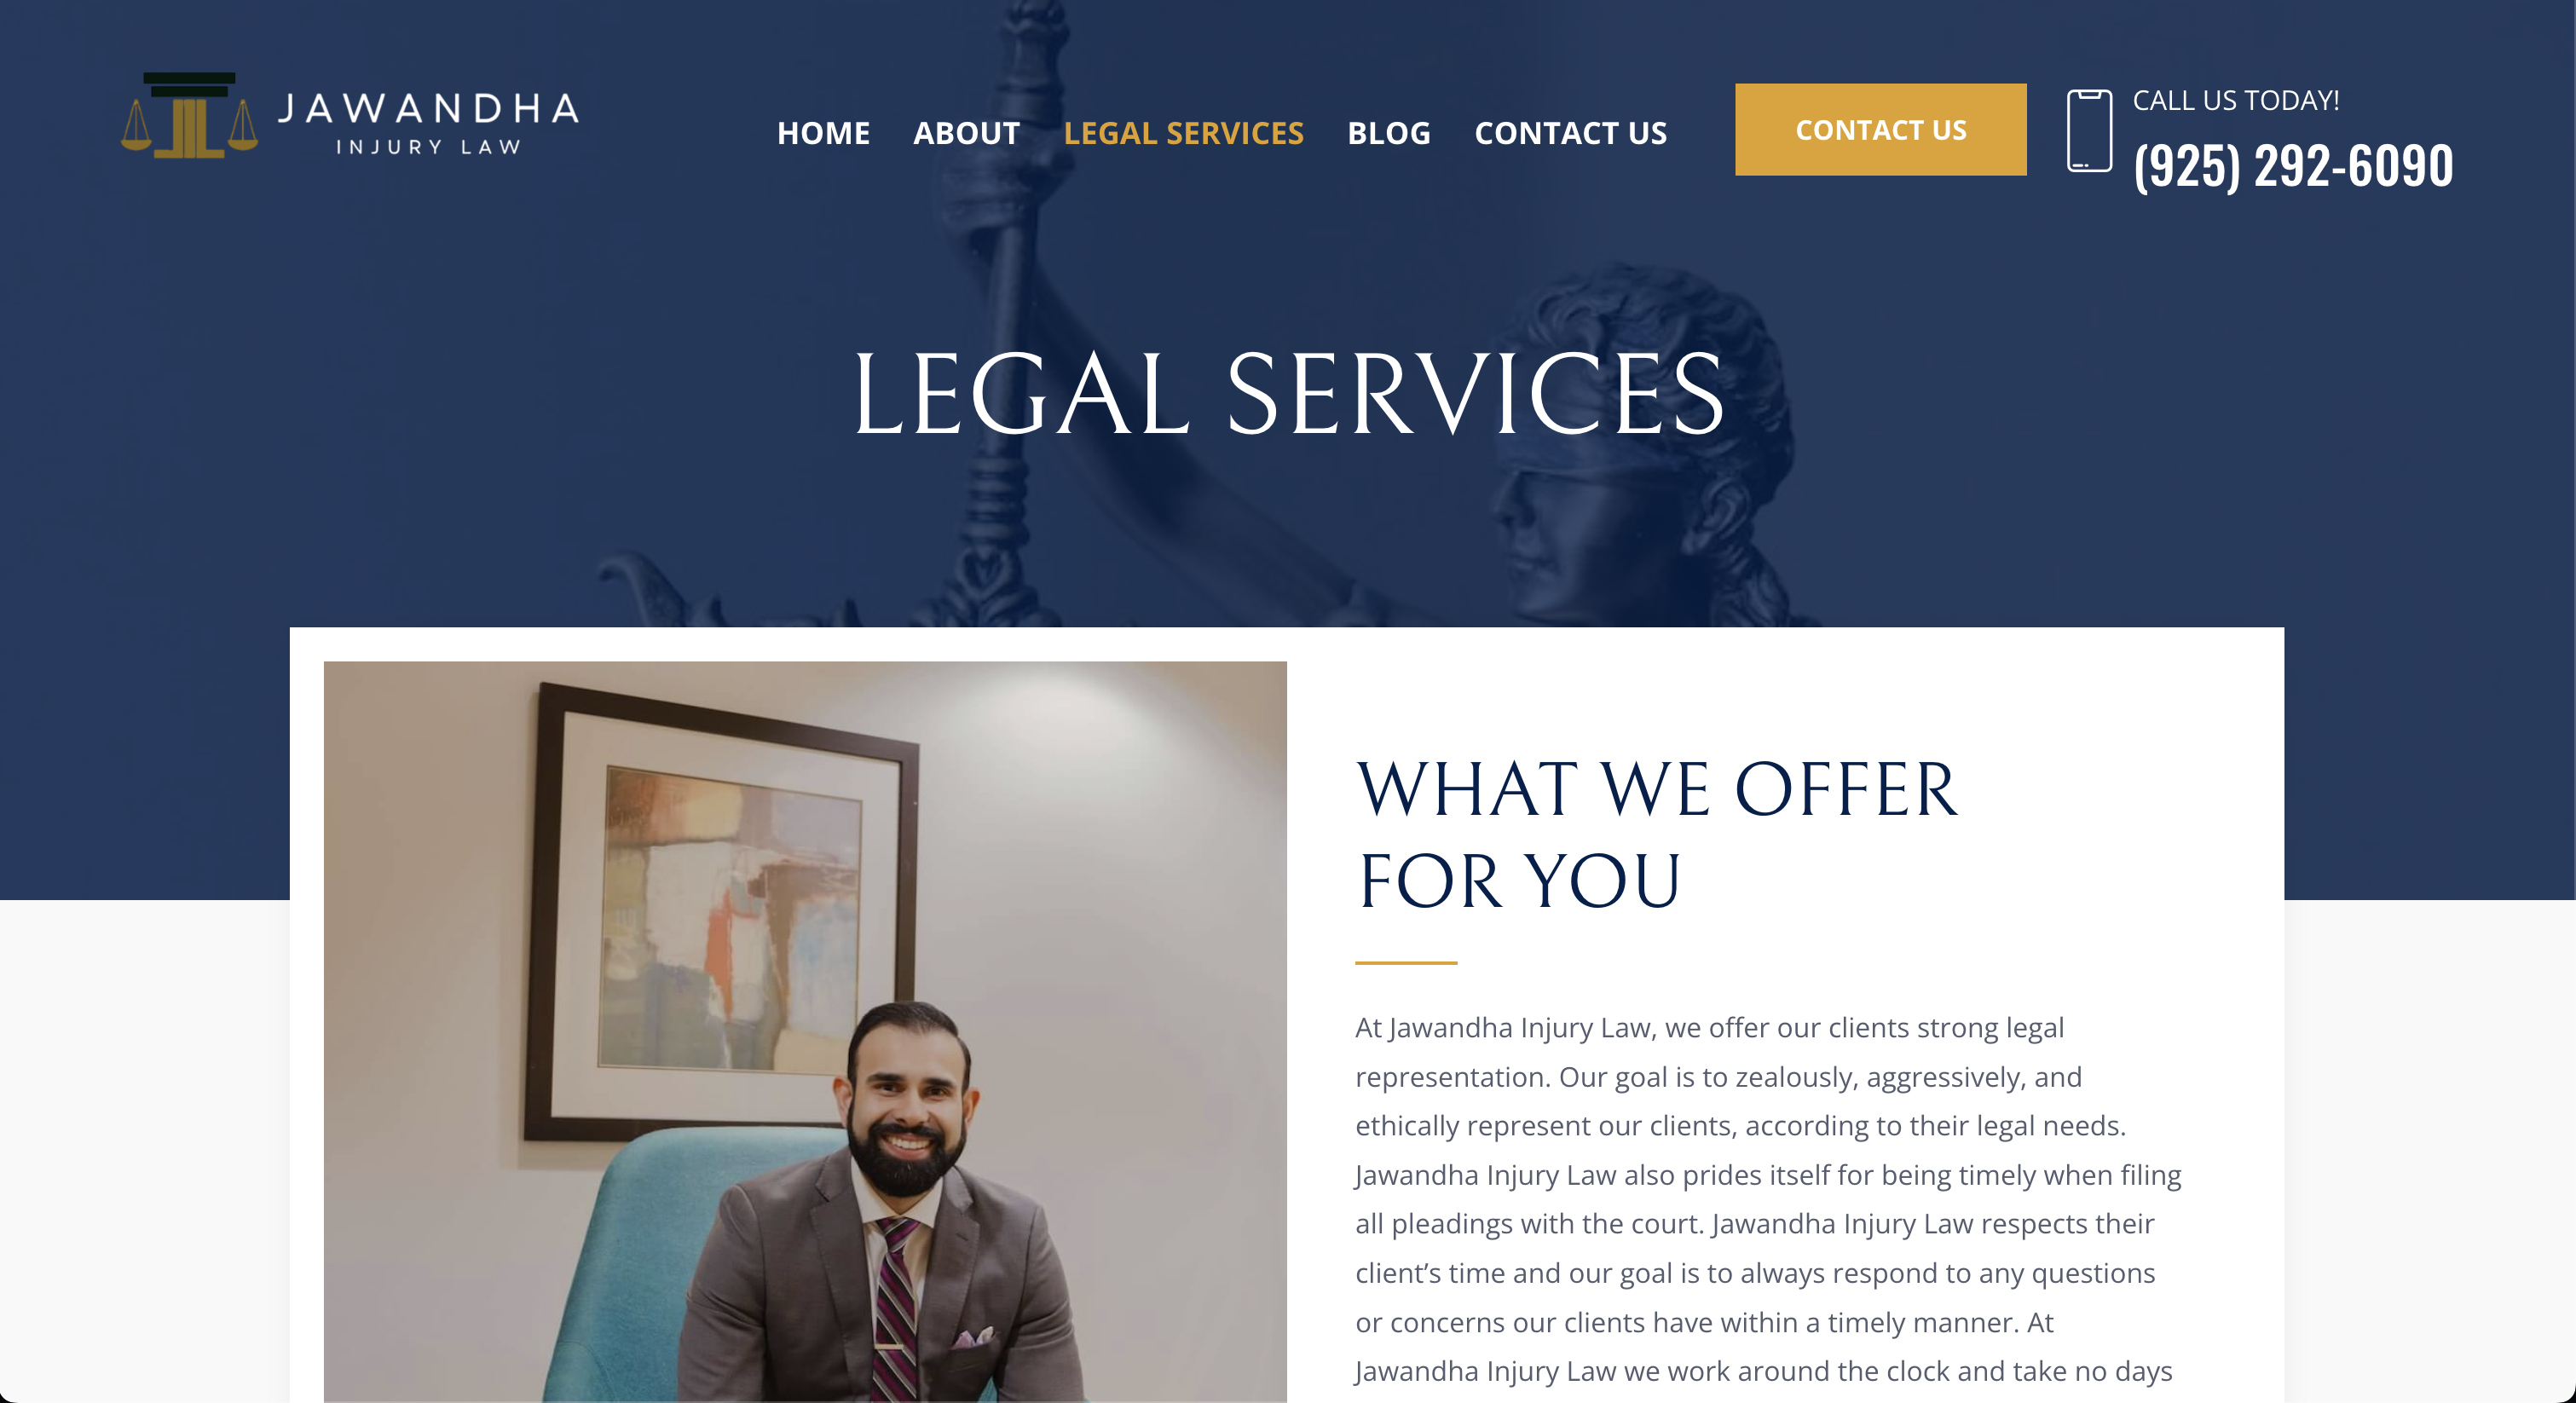 JAWANDHA
INJURY LAW
HOME ABOUT LEGAL SERVICES BLOG CONTACT US
CONTACT US
CALL US TODAY!
(925) 292-6090
LEGAL SERVICES
WHAT WE OFFER
FOR YOU
At Jawandha Injury Law, we offer our clients strong legal
representation. Our goal is to zealously, aggressively, and
ethically represent our clients, according to their legal needs.
Jawandha Injury Law also prides itself for being timely when filing
all pleadings with the court. Jawandha Injury Law respects their
client’s time and our goal is to always respond to any questions
or concerns our clients have within a timely manner. At
Jawandha Injury Law we work around the clock and take no days